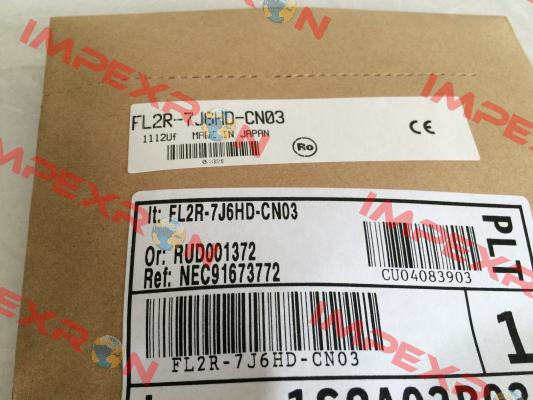 FL2R-7J6HD-CN03
1112Uf MADE IN JAPAN
CE
Ro
It: FL2R-7J6HD-CN03
Or: RUD001372
Ref: NEC91673772
CU04083903
PLT
1
FL2R-7J6HD-CN03
IMPEXRON